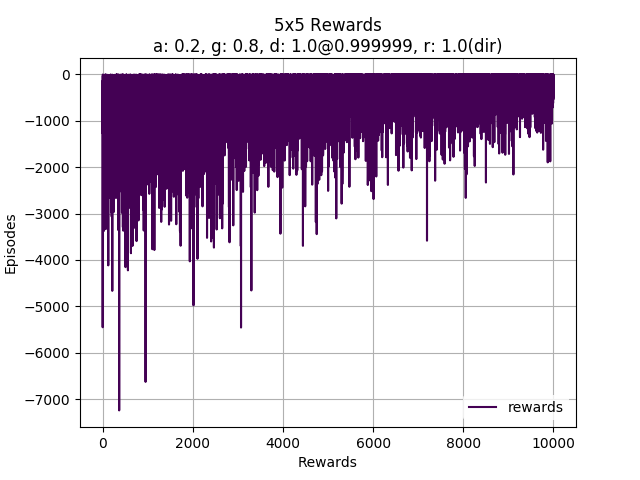 5x5 Rewards
a: 0.2, g: 0.8, d: 1.0@0.999999, r: 1.0(dir)
0
−1000
−2000
−3000
−4000
−5000
−6000
−7000
Episodes
rewards
0
2000
4000
6000
8000
10000
Rewards